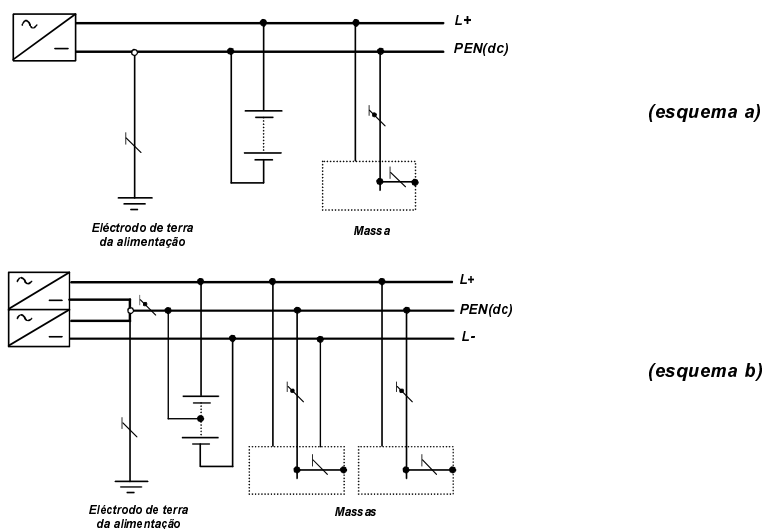 L+
PEN(dc)
(esquema a)
Eléctrodo de terra
da alimentação
Massa
L+
PEN(dc)
L-
(esquema b)
Eléctrodo de terra
da alimentação
Massas